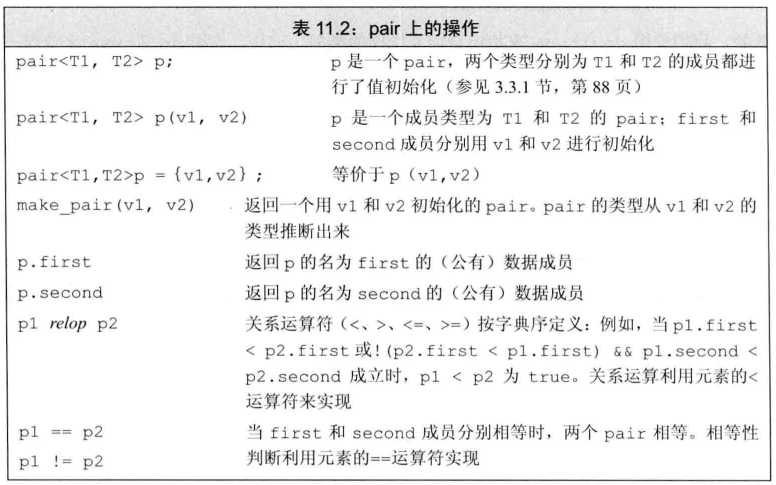 表 11.2：pair 上的操作
pair<T1, T2> p; p 是一个 pair，两个类型分别为 T1 和 T2 的成员都进
行了值初始化（参见 3.3.1 节，第 88 页）
pair<T1, T2> p(v1, v2) p 是一个成员类型为 T1 和 T2 的 pair；first 和
second 成员分别用 v1 和 v2 进行初始化
pair<T1,T2>p = {v1,v2} ; 等价于 p（v1,v2）
make_pair(v1, v2) 返回一个用 v1 和 v2 初始化的 pair。pair 的类型从 v1 和 v2 的
类型推断出来
p.first 返回 p 的名为 first 的（公有）数据成员
p.second 返回 p 的名为 second 的（公有）数据成员
p1 relop p2 关系运算符（<、>、<=、>=）按字典序定义：例如，当 p1.first
< p2.first 或!(p2.first < p1.first) && p1.second <
p2.second 成立时，p1 < p2 为 true。关系运算利用元素的<
运算符来实现
p1 == p2 当 first 和 second 成员分别相等时，两个 pair 相等。相等性
p1 != p2 判断利用元素的==运算符实现